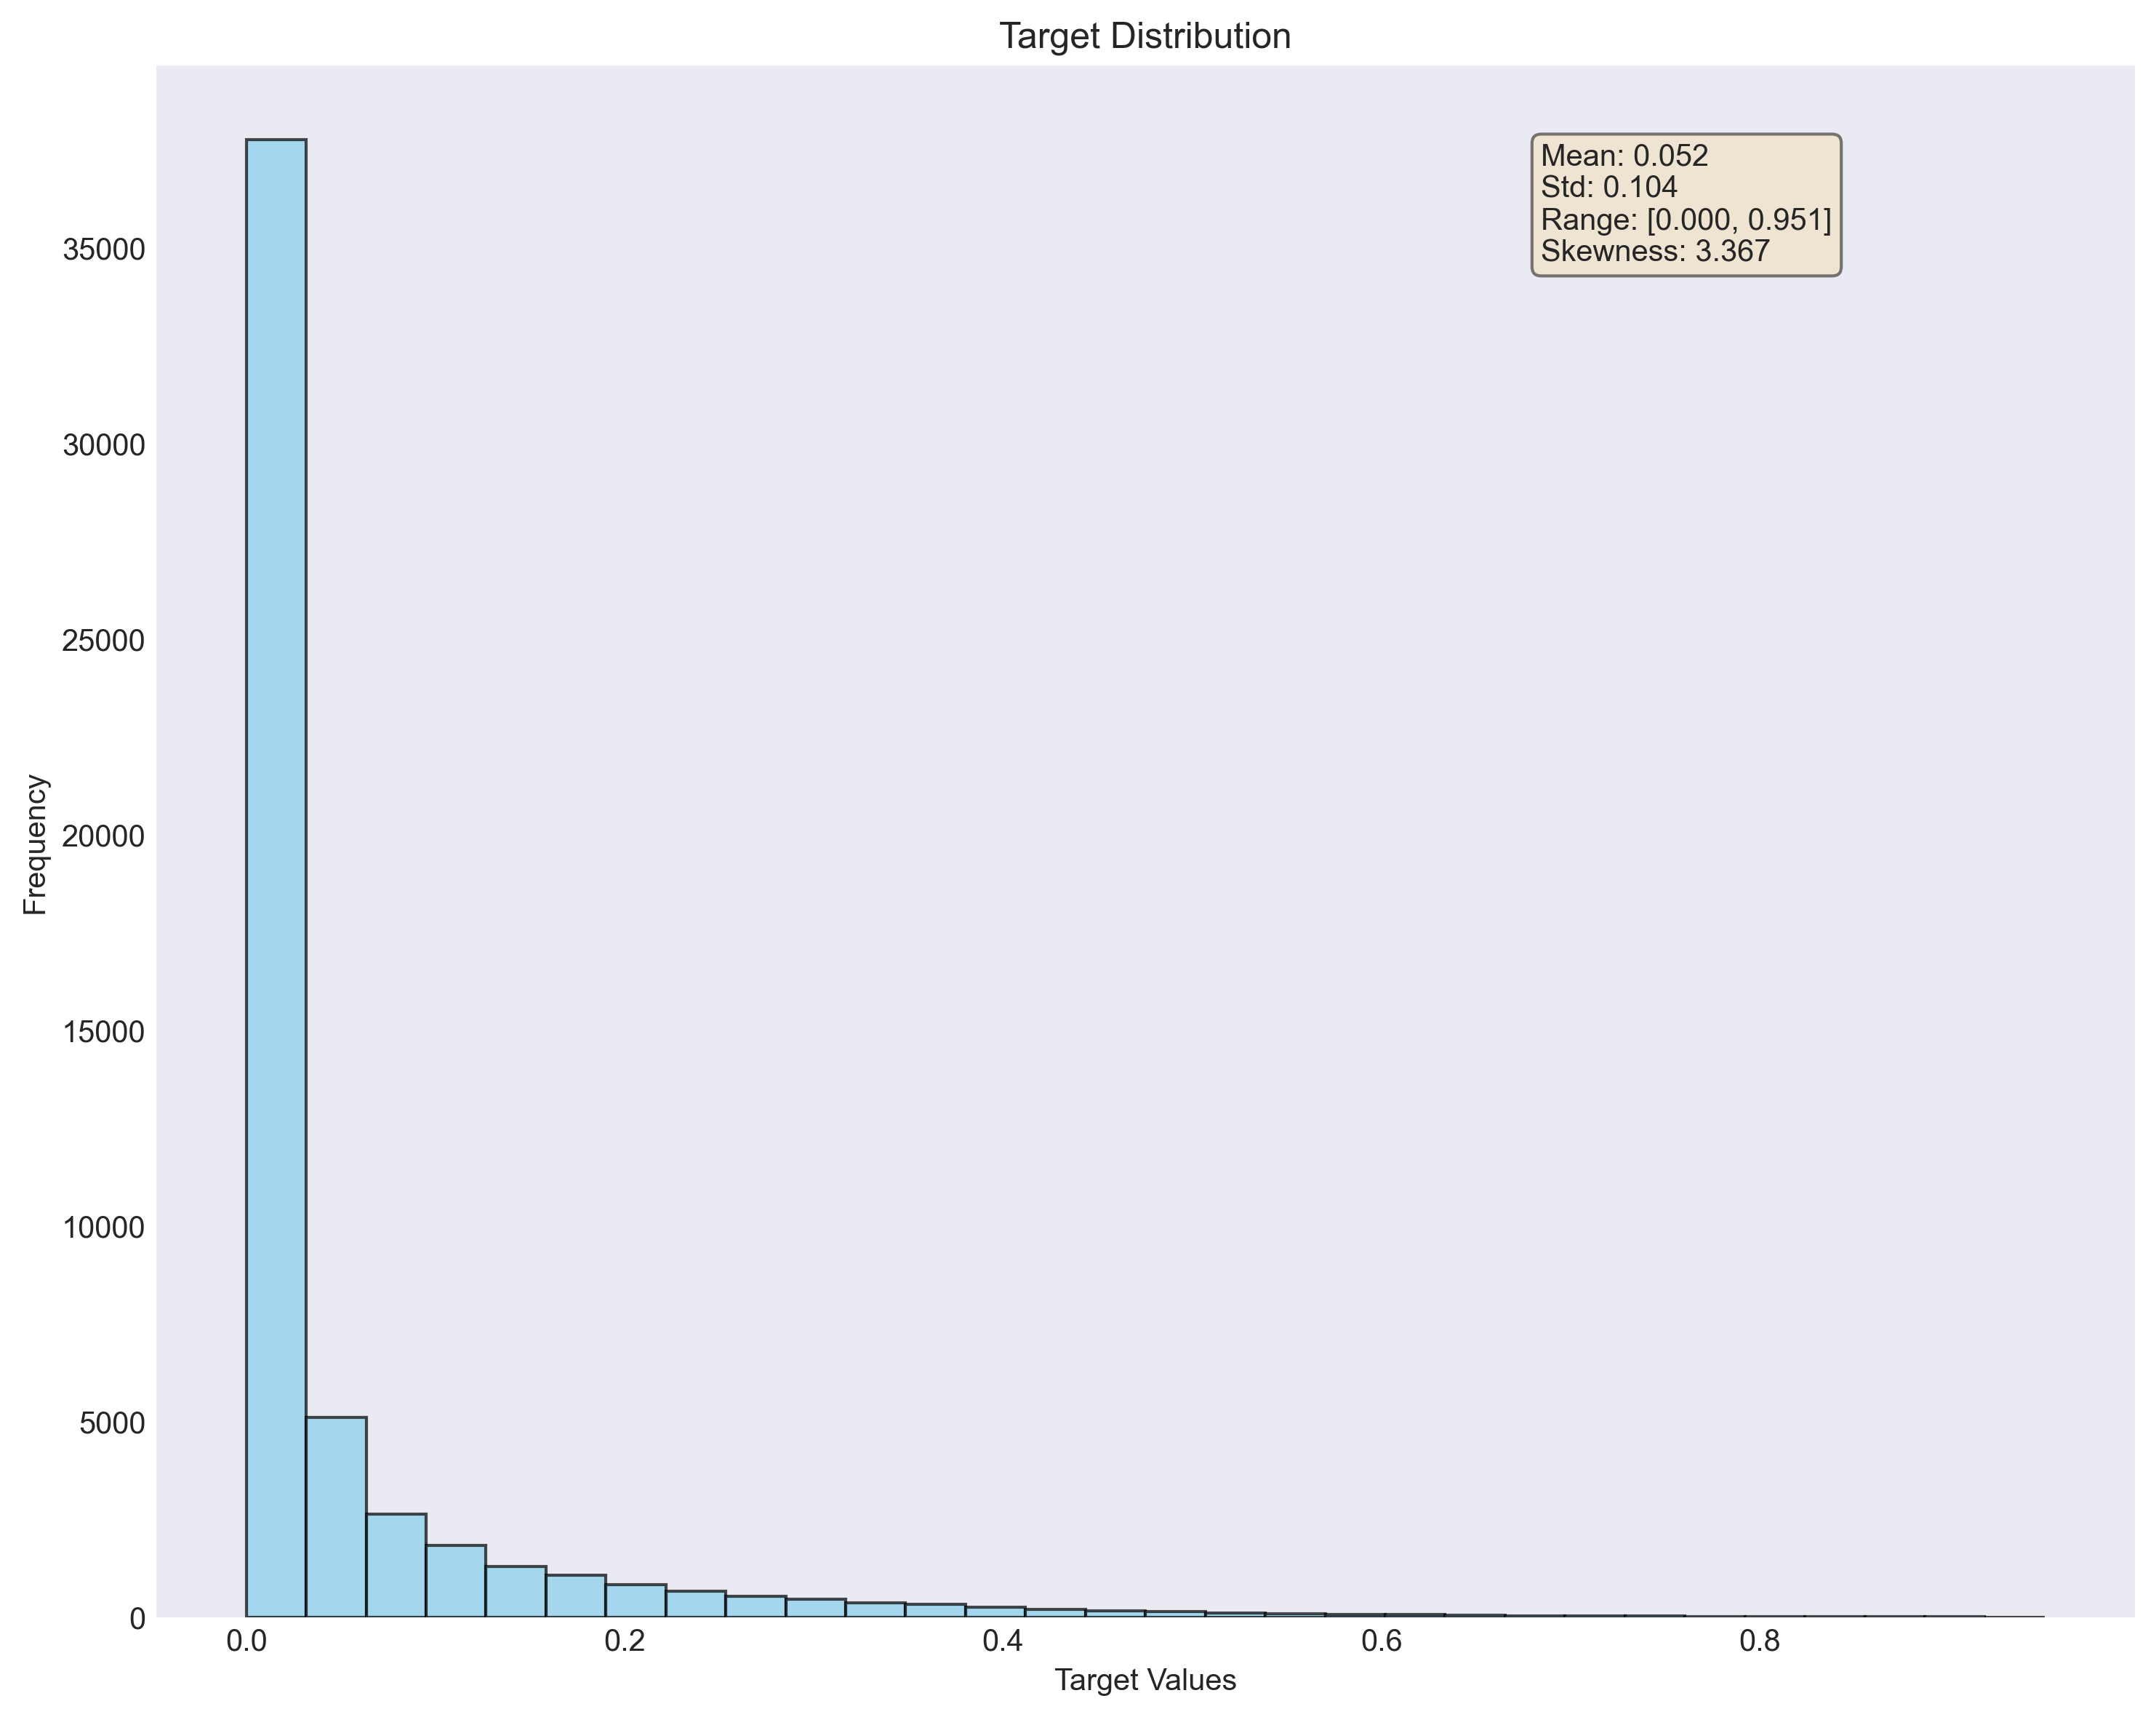 Target Distribution
Mean: 0.052
Std: 0.104
Range: [0.000, 0.951]
Skewness: 3.367
Frequency
35000
30000
25000
20000
15000
10000
5000
0
0.0 0.2 0.4 0.6 0.8
Target Values